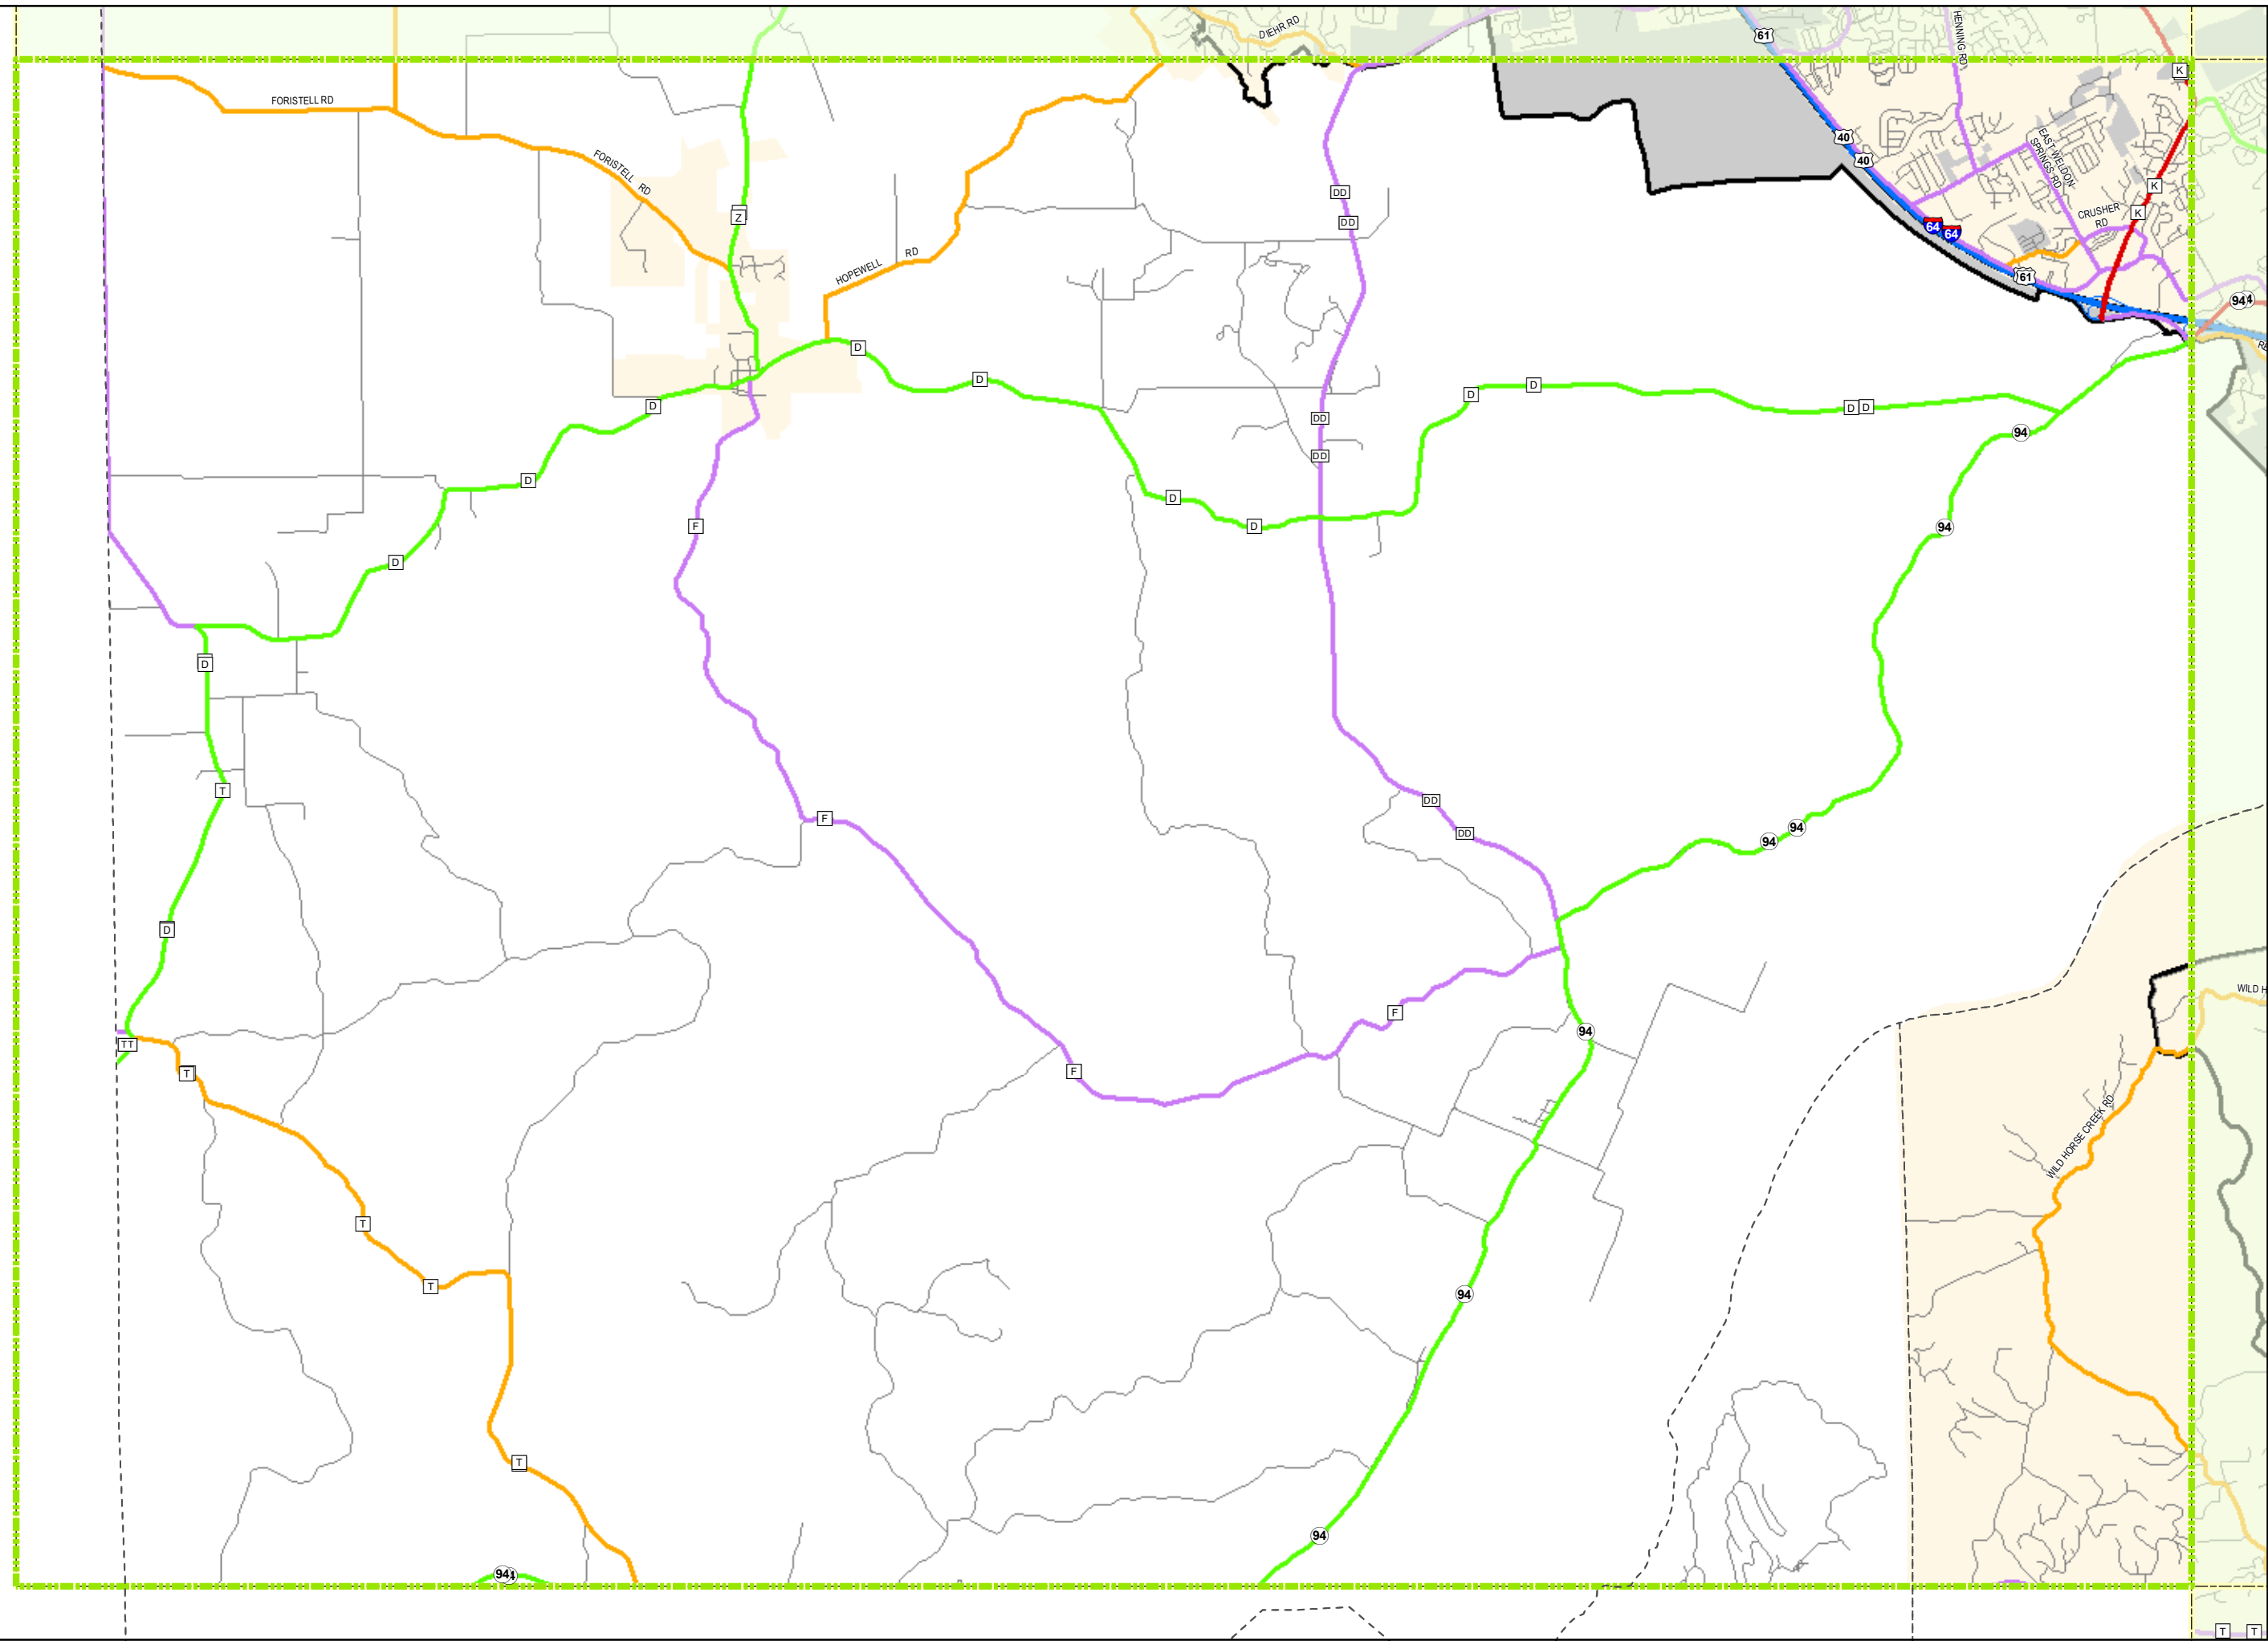 DIEHR RD
61
HENNING RD
K
FORISTELL RD
40
40
FORISTELL RD
EAST-WELDON-
SPRINGS-RD
K
DD
Z
K
CRUSHER
RD
DD
64
64
HOPEWELL RD
61
94
D
D
D
D
D
D
D
DD
D
94
DD
D
D
F
D
94
D
D
T
DD
F
94
DD
94
D
WILD H
F
94
TT
T
F
WILD HORSE CREEK RD
T
T
94
T
94
94
T
T